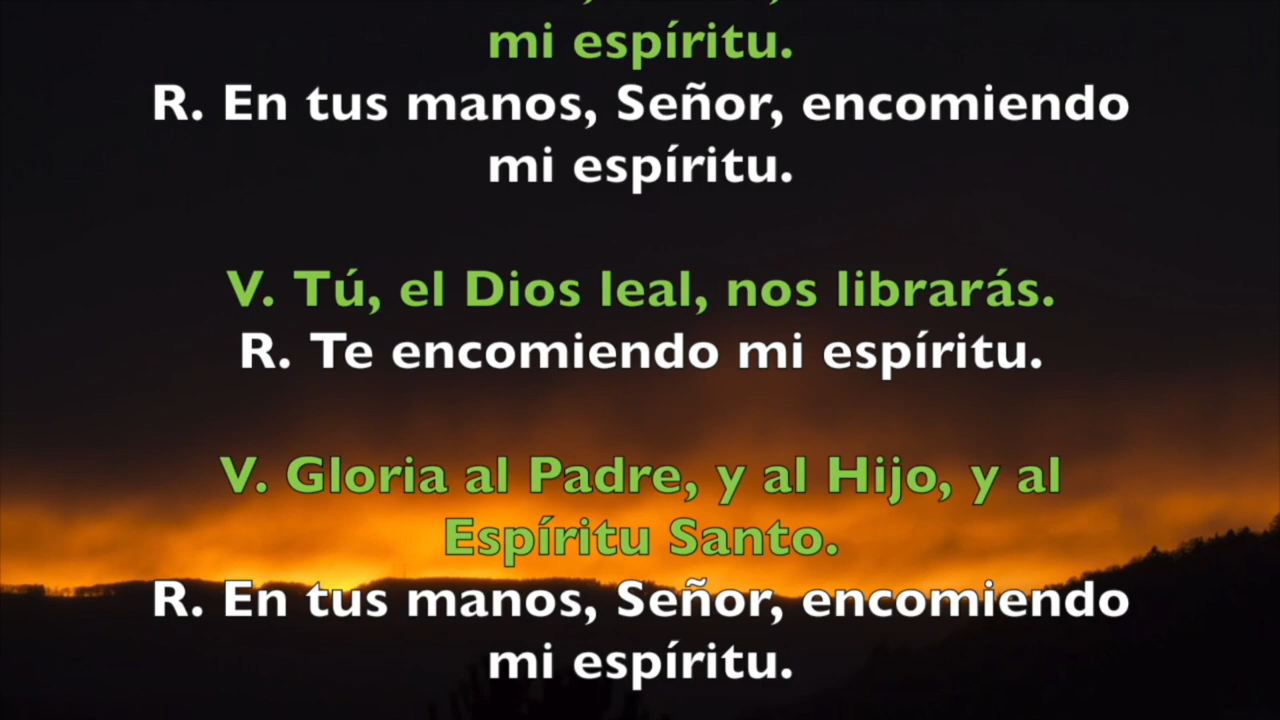 mi espíritu.
R. En tus manos, Señor, encomiendo
mi espíritu.
V. Tú, el Dios leal, nos librarás.
R. Te encomiendo mi espíritu.
V. Gloria al Padre, y al Hijo, y al
Espíritu Santo.
R. En tus manos, Señor, encomiendo
mi espíritu.